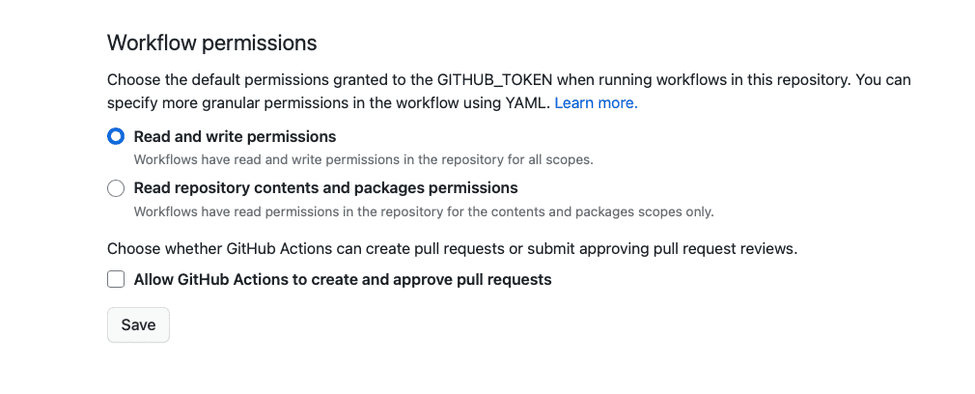 Workflow permissions
Choose the default permissions granted to the GITHUB_TOKEN when running workflows in this repository. You can
specify more granular permissions in the workflow using YAML. Learn more.
Read and write permissions
Workflows have read and write permissions in the repository for all scopes.
Read repository contents and packages permissions
Workflows have read permissions in the repository for the contents and packages scopes only.
Choose whether GitHub Actions can create pull requests or submit approving pull request reviews.
Allow GitHub Actions to create and approve pull requests
Save